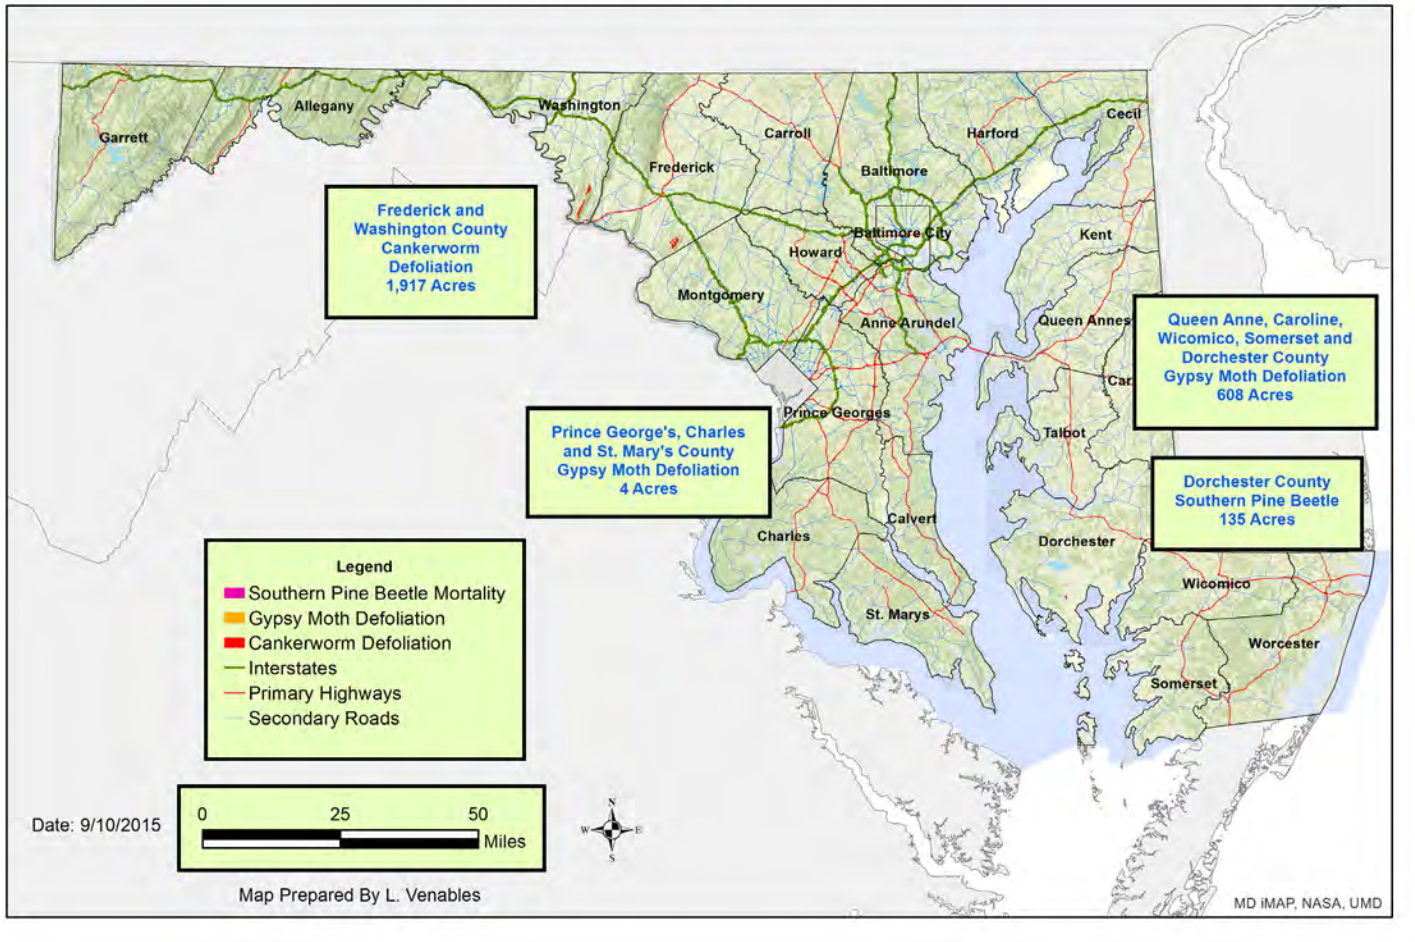 Garrett
Allegany
Washington
Frederick
Carroll
Baltimore
Harford
Cecil
Frederick and
Washington County
Cankerworm
Defoliation
1,917 Acres
Baltimore City
Howard
Kent
Montgomery
Anne Arundel
Queen Annes
Car.
Queen Anne, Caroline,
Wicomico, Somerset and
Dorchester County
Gypsy Moth Defoliation
608 Acres
Prince Georges
Talbot
Prince George's, Charles
and St. Mary's County
Gypsy Moth Defoliation
4 Acres
Dorchester County
Southern Pine Beetle
135 Acres
Charles
Calvert
Dorchester
Wicomico
St. Marys
Worcester
Somerset
Legend
Southern Pine Beetle Mortality
Gypsy Moth Defoliation
Cankerworm Defoliation
Interstates
Primary Highways
Secondary Roads
Date: 9/10/2015
0 25 50
Miles
N
W E
S
Map Prepared By L. Venables
MD iMAP, NASA, UMD